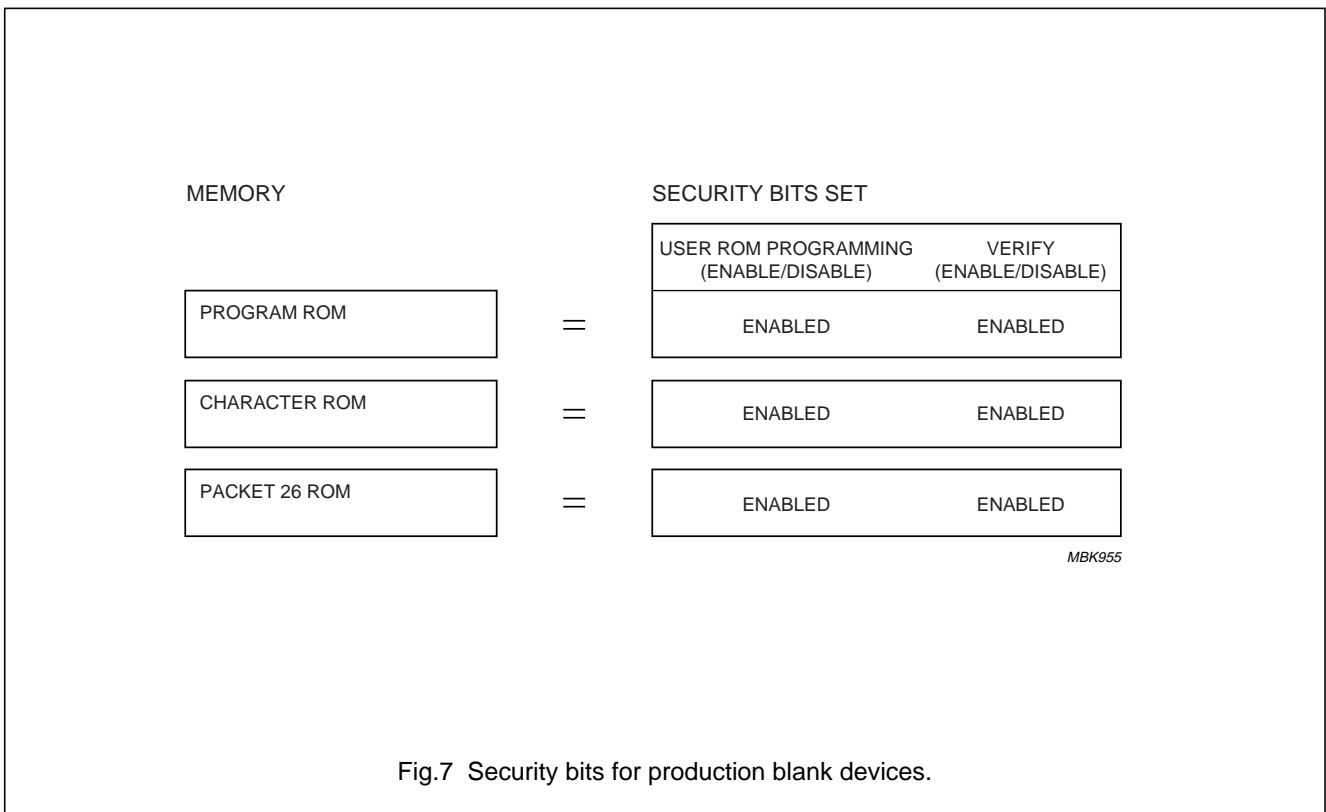 MEMORY SECURITY BITS SET
USER ROM PROGRAMMING VERIFY
(ENABLE/DISABLE) (ENABLE/DISABLE)
PROGRAM ROM = ENABLED ENABLED
CHARACTER ROM = ENABLED ENABLED
PACKET 26 ROM = ENABLED ENABLED
MBK955
Fig.7 Security bits for production blank devices.